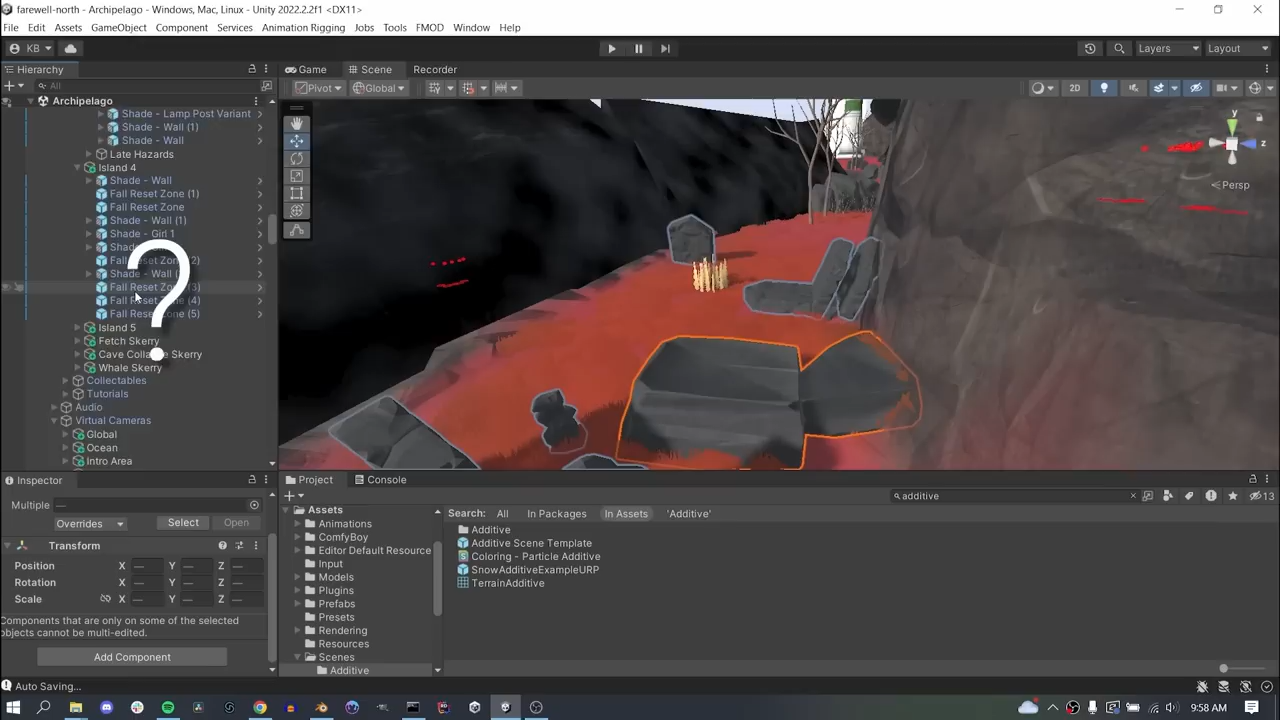 farewell-north - Archipelago - Windows, Mac, Linux - Unity 2022.2.2f1 <DX11>
File Edit Assets GameObject Component Services Animation Rigging Jobs Tools FMOD Window Help
KB Layers Layout
Hierarchy
All
Archipelago
Shade - Lamp Post Variant
Shade - Wall (1)
Shade - Wall
Late Hazards
Island 4
Shade - Wall
Fall Reset Zone (1)
Fall Reset Zone
Shade - Wall (1)
Shade - Girl 1
Shade
Shade - Wall
Island 5
Fetch Skerry
Whale Skerry
Collectables
Tutorials
Audio
Virtual Cameras
Global
Ocean
Intro Area
Game Scene Recorder
Pivot Global 2D
y
z
Persp
Inspector
Multiple —
Overrides Select Open
Transform
Position X — Y — Z —
Rotation X — Y — Z —
Scale X — Y — Z —
Components that are only on some of the selected
objects cannot be multi-edited.
Add Component
Project Console
additive 13
Assets
Animations
ComfyBoy
Editor Default Resource
Input
Models
Plugins
Prefabs
Presets
Rendering
Resources
Scenes
Additive
Search: All In Packages In Assets 'Additive'
Additive
Additive Scene Template
Coloring - Particle Additive
SnowAdditiveExampleURP
TerrainAdditive
?
Auto Saving...
9:58 AM